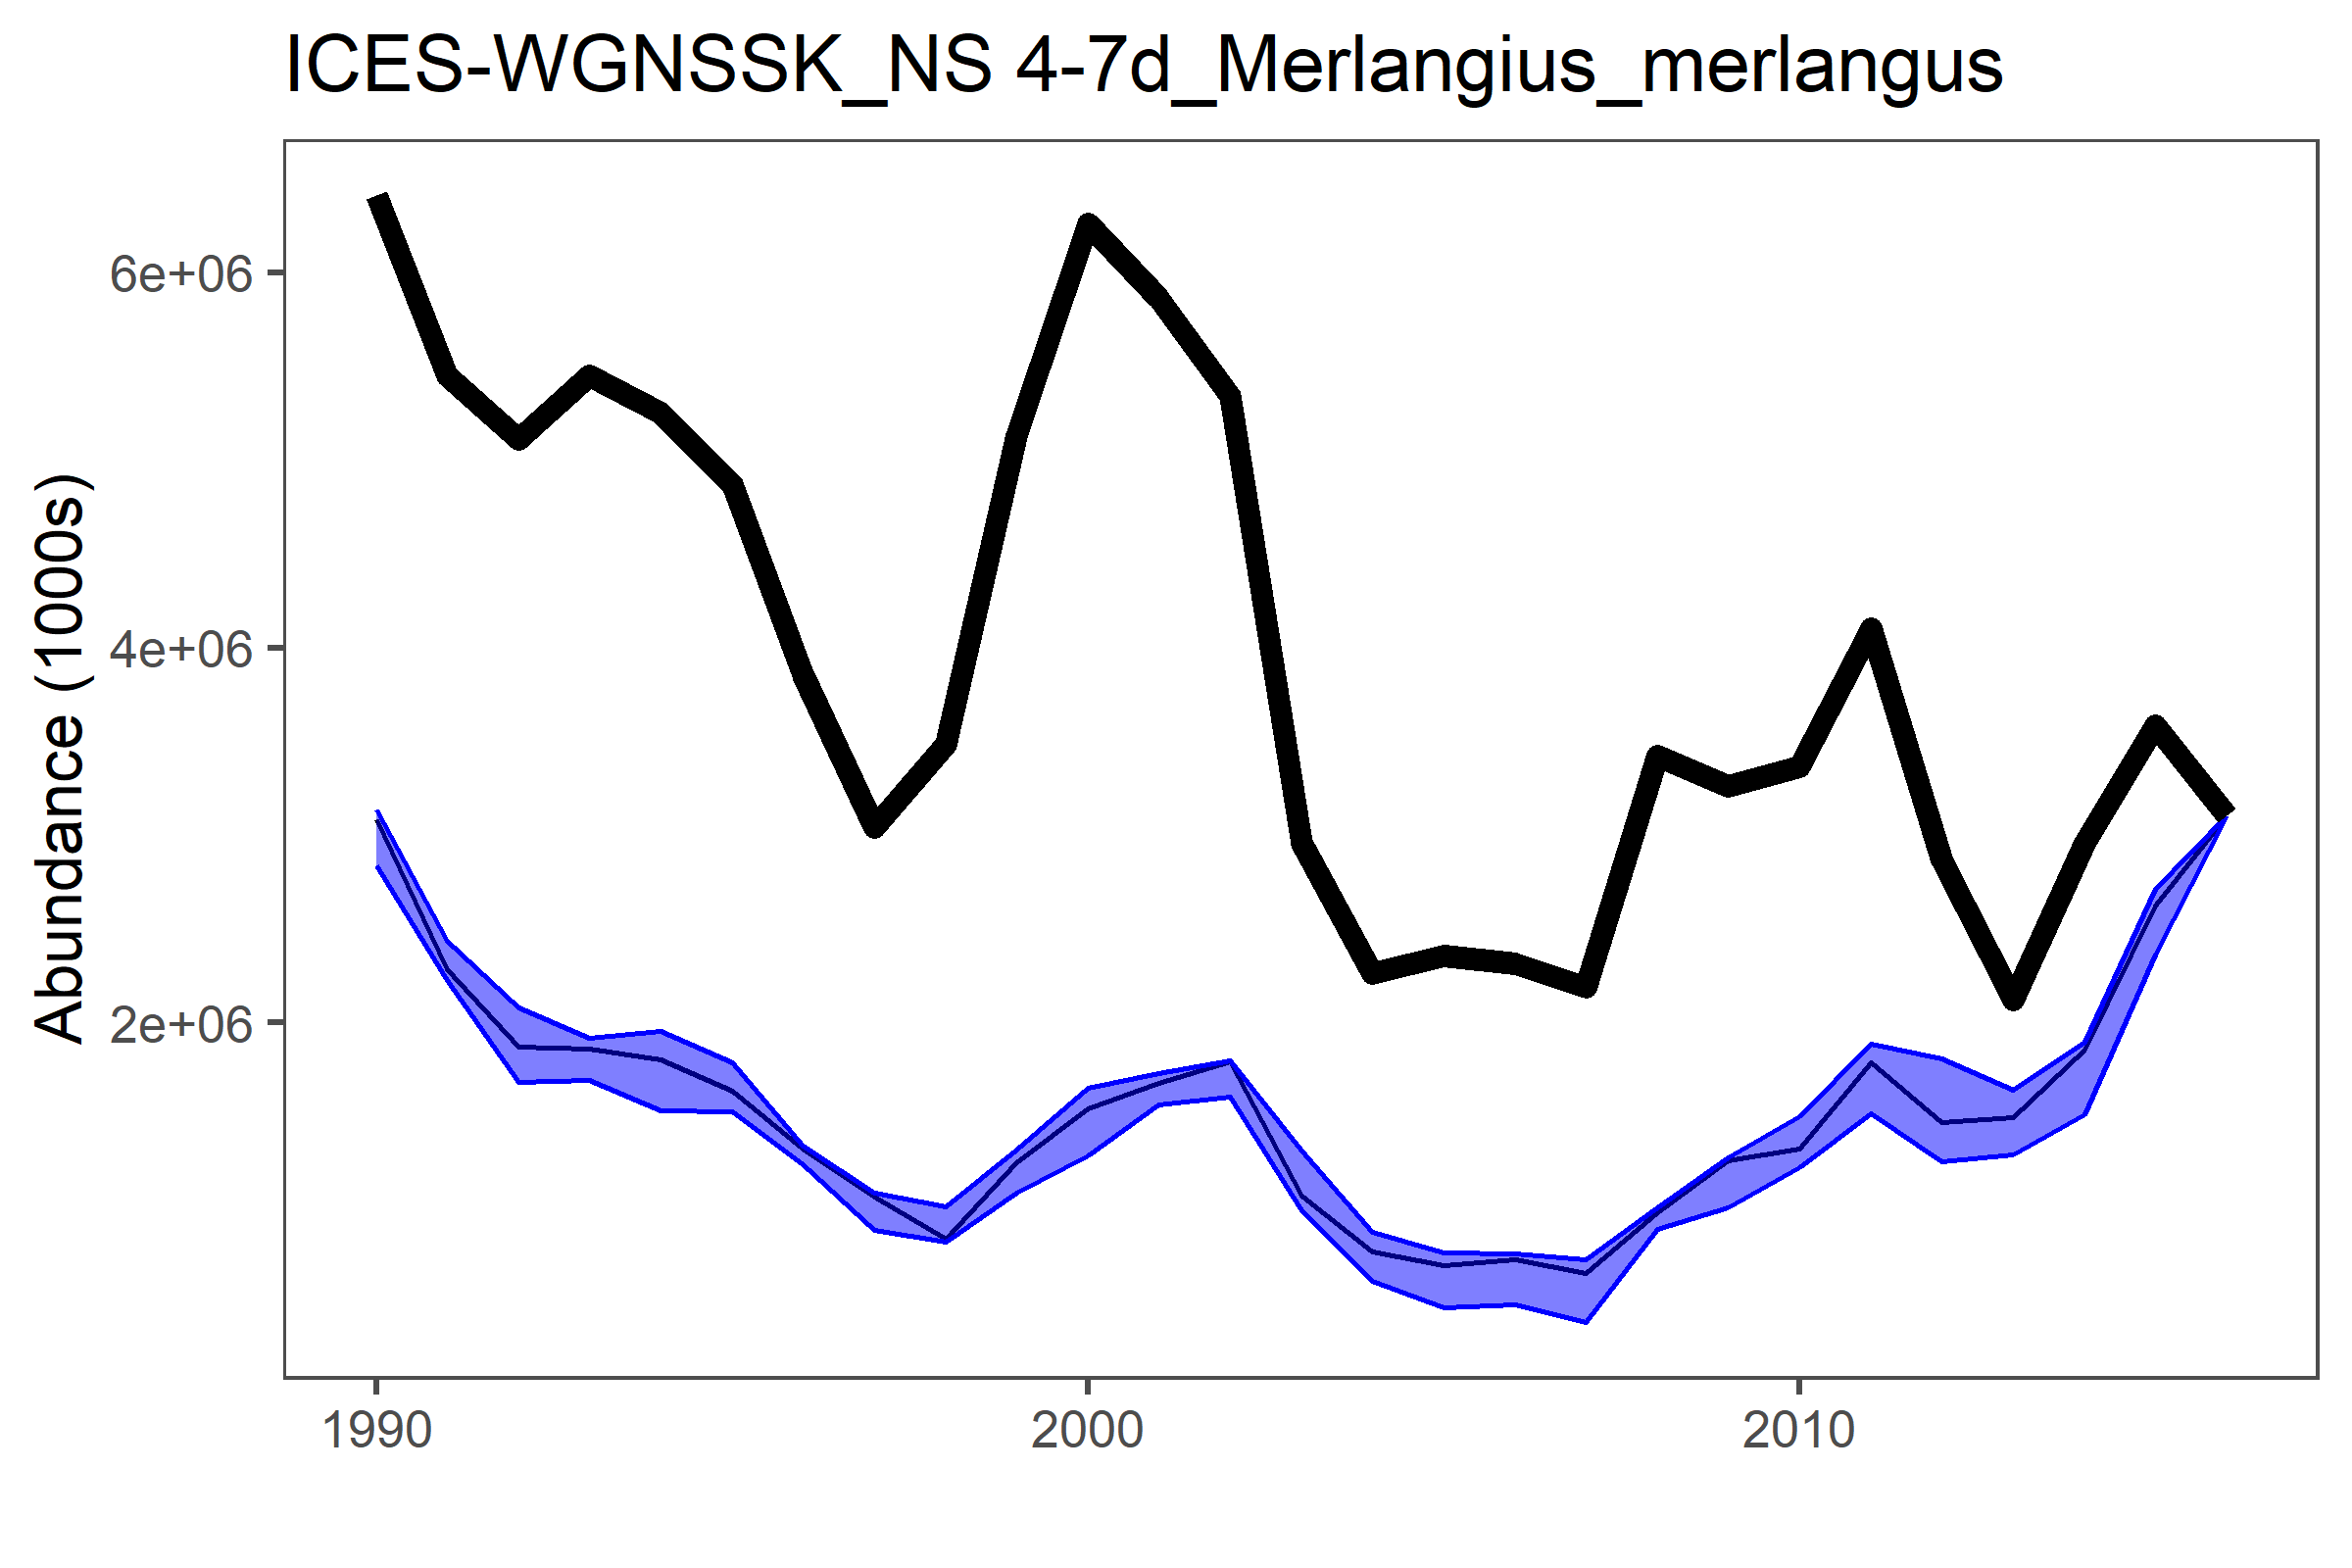 ICES-WGNSSK_NS 4-7d_Merlangius_merlangus
Abundance (1000s)
6e+06
4e+06
2e+06
1990
2000
2010